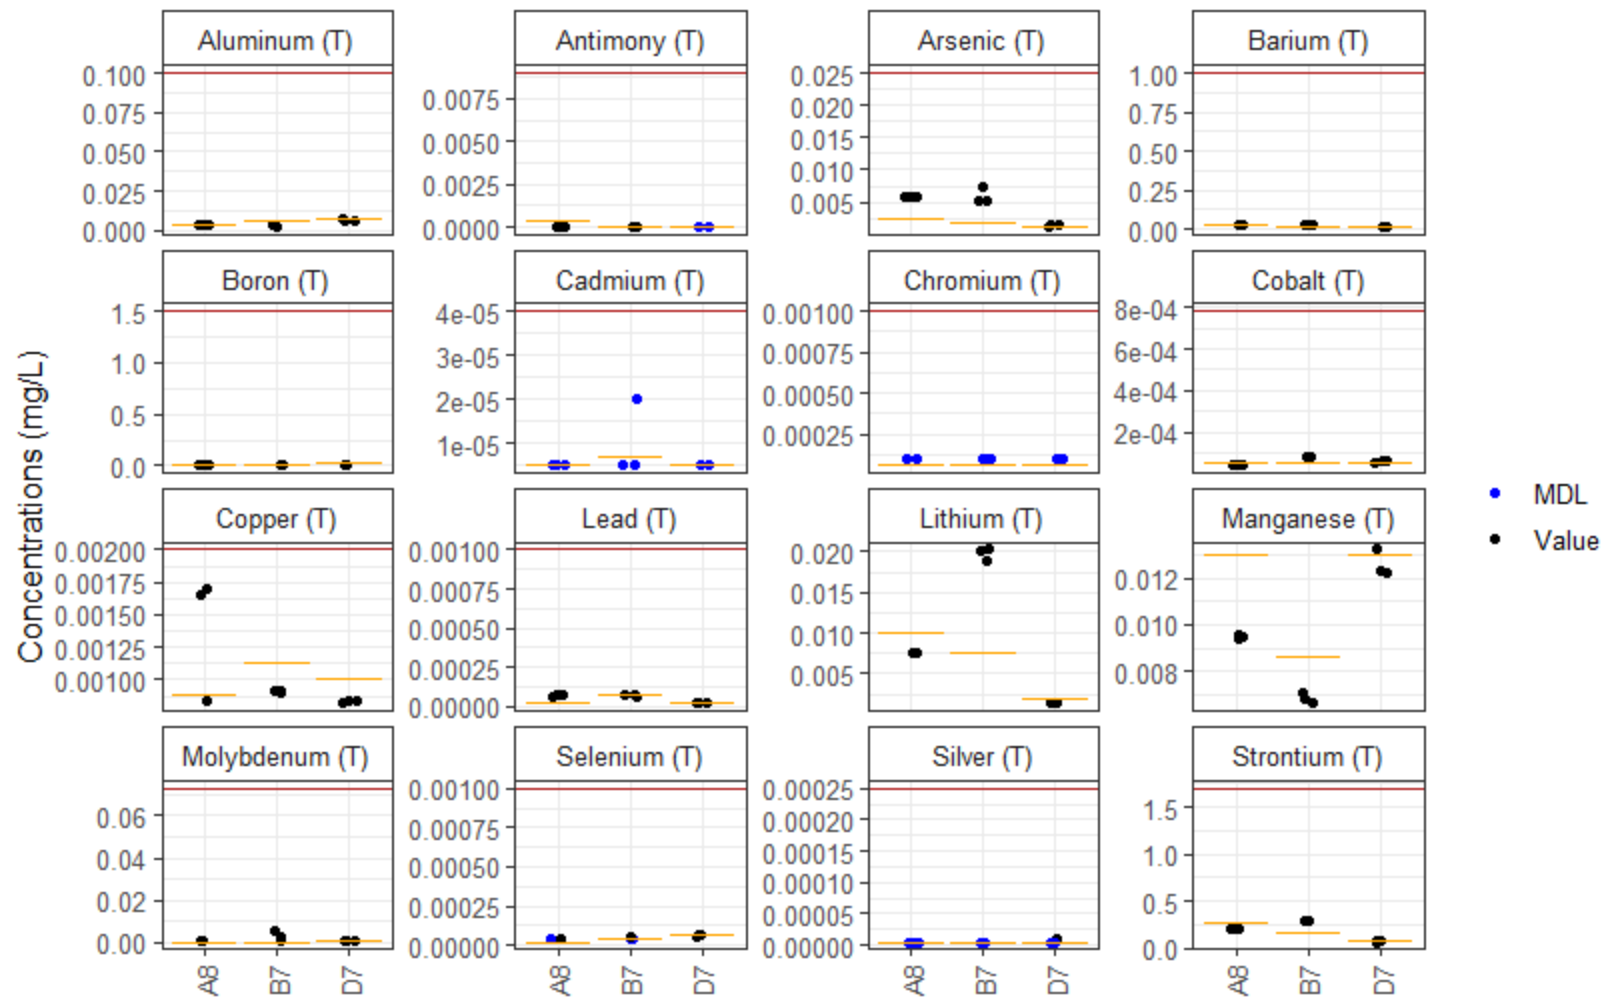 Concentrations (mg/L)
Aluminum (T)
0.100
0.075
0.050
0.025
0.000
Antimony (T)
0.0075
0.0050
0.0025
0.0000
Arsenic (T)
0.025
0.020
0.015
0.010
0.005
Barium (T)
1.00
0.75
0.50
0.25
0.00
Boron (T)
1.5
1.0
0.5
0.0
Cadmium (T)
4e-05
3e-05
2e-05
1e-05
Chromium (T)
0.00100
0.00075
0.00050
0.00025
Cobalt (T)
8e-04
6e-04
4e-04
2e-04
Copper (T)
0.00200
0.00175
0.00150
0.00125
0.00100
Lead (T)
0.00100
0.00075
0.00050
0.00025
0.00000
Lithium (T)
0.020
0.015
0.010
0.005
Manganese (T)
0.012
0.010
0.008
Molybdenum (T)
0.06
0.04
0.02
0.00
A8
B7
D7
Selenium (T)
0.00100
0.00075
0.00050
0.00025
0.00000
A8
B7
D7
Silver (T)
0.00025
0.00020
0.00015
0.00010
0.00005
0.00000
A8
B7
D7
Strontium (T)
1.5
1.0
0.5
0.0
A8
B7
D7
MDL
Value